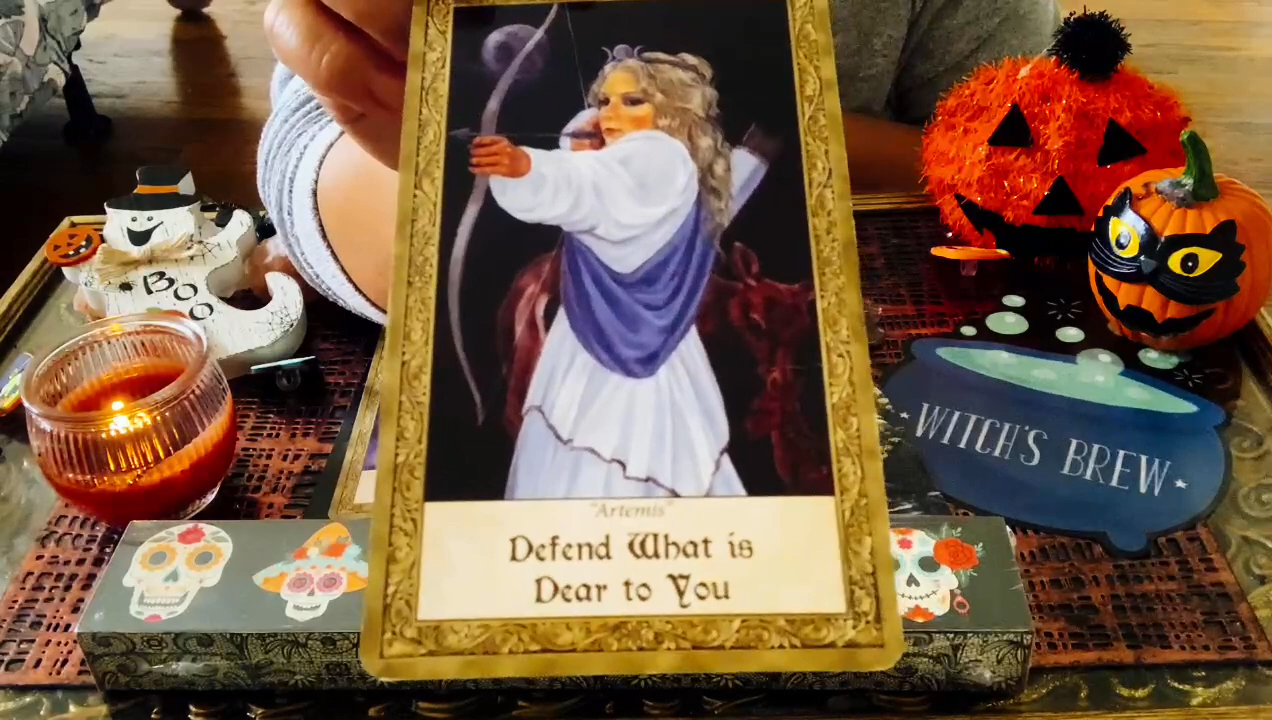 BOO
WITCH'S BREW
"Artemis"
Defend What is
Dear to You